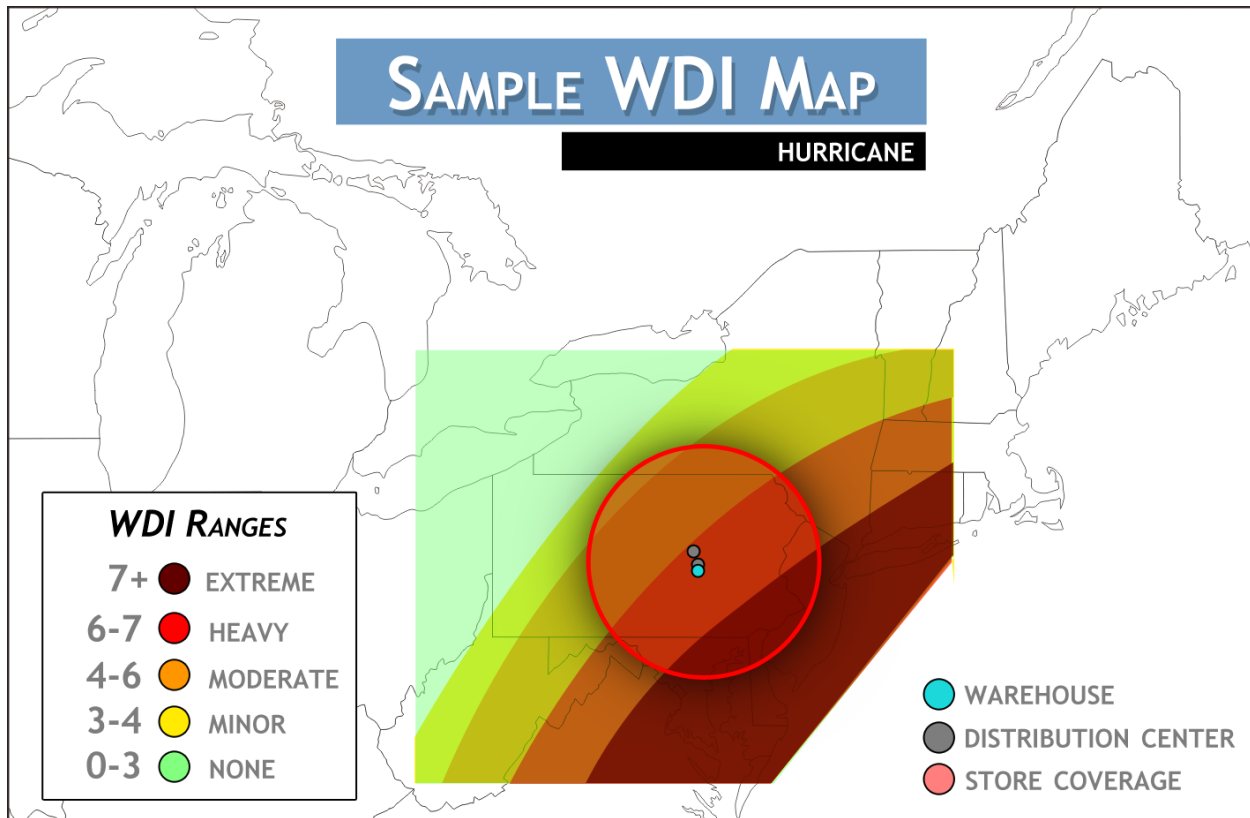 SAMPLE WDI MAP
HURRICANE
WDI RANGES
7+ EXTREME
6-7 HEAVY
4-6 MODERATE
3-4 MINOR
0-3 NONE
WAREHOUSE
DISTRIBUTION CENTER
STORE COVERAGE